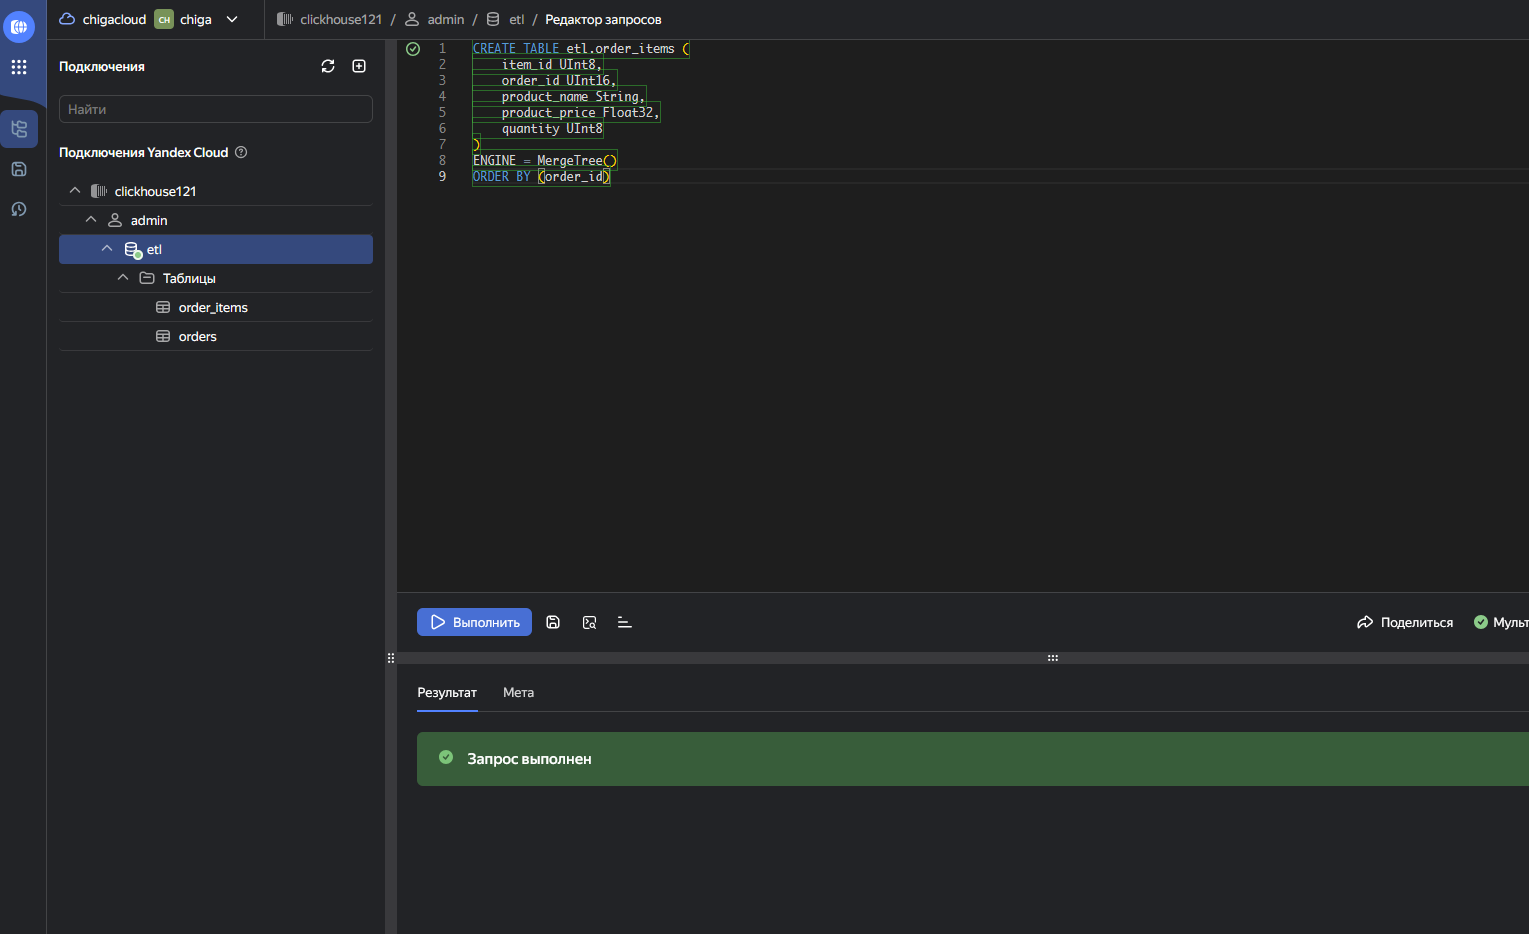 chigacloud CH chiga
clickhouse121 / admin / etl / Редактор запросов
Подключения
Найти
Подключения Yandex Cloud
clickhouse121
admin
etl
Таблицы
order_items
orders
1 CREATE TABLE etl.order_items (
2 item_id UInt8,
3 order_id UInt16,
4 product_name String,
5 product_price Float32,
6 quantity UInt8
7 )
8 ENGINE = MergeTree()
9 ORDER BY (order_id)
Выполнить
Поделиться
Мульт
Результат Мета
Запрос выполнен